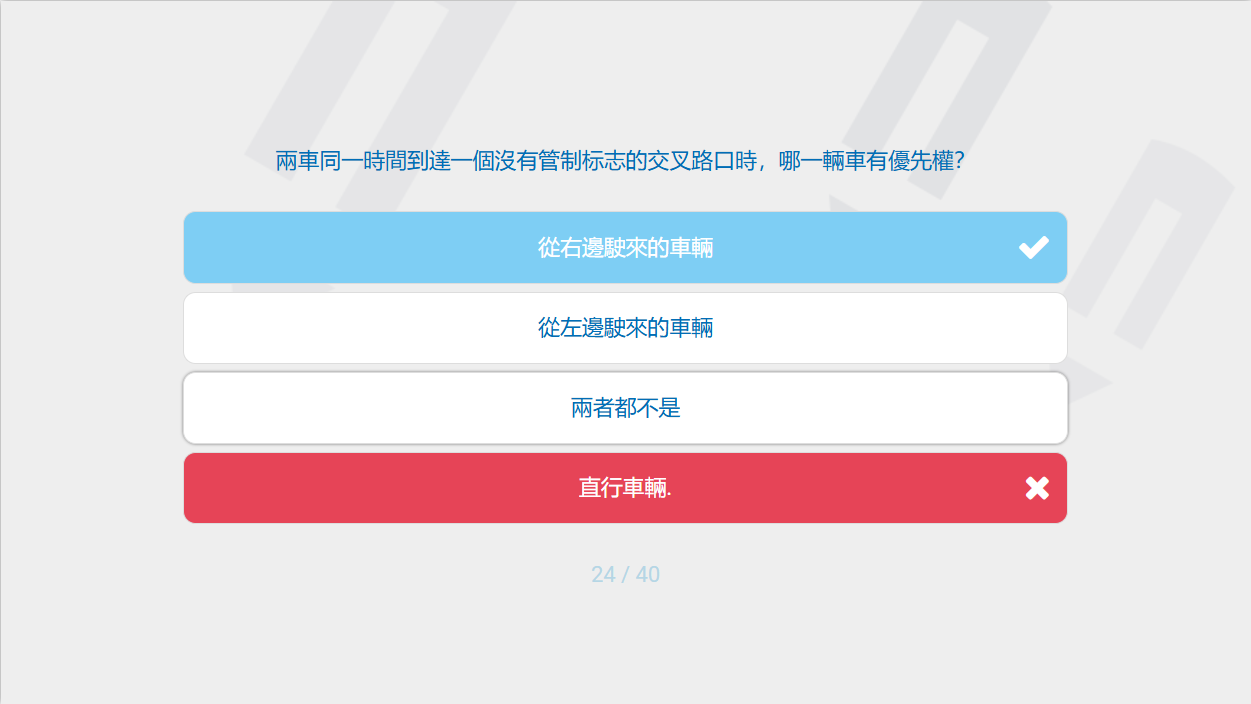 兩車同一時間到達一個沒有管制标志的交叉路口時，哪一輛車有優先權?
從右邊駛來的車輛
從左邊駛來的車輛
兩者都不是
直行車輛.
24 / 40